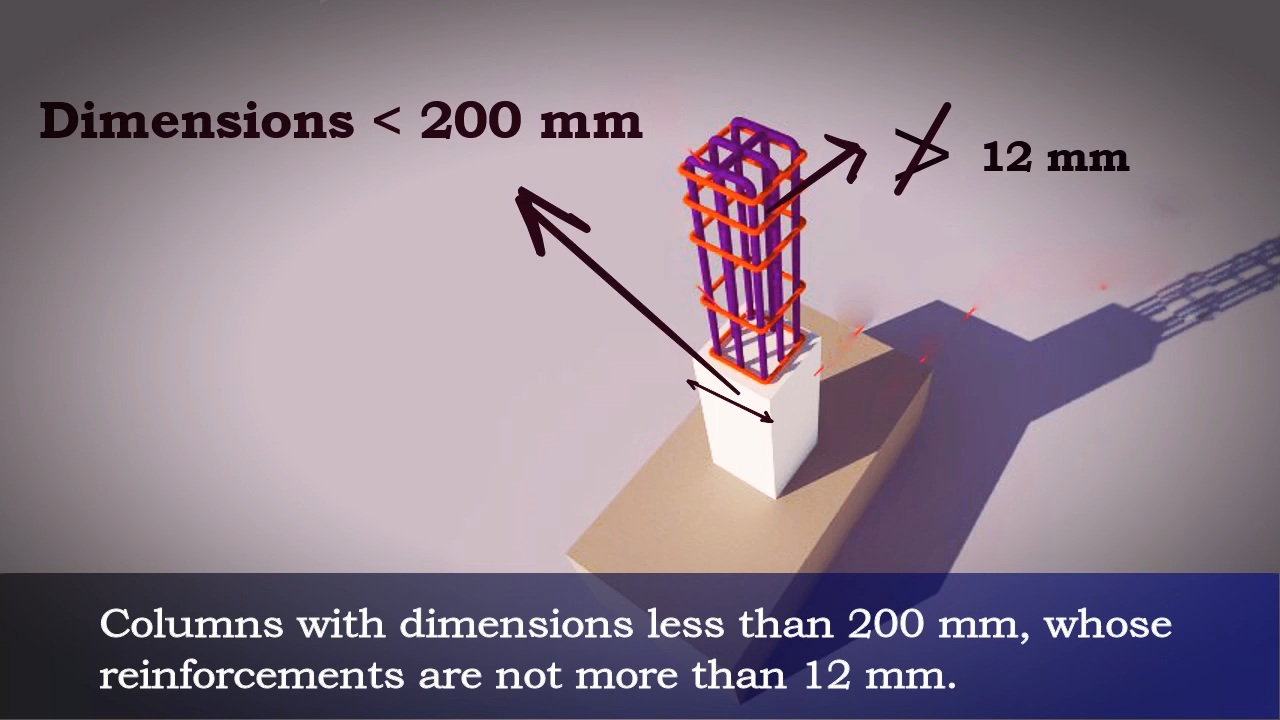 Dimensions < 200 mm
≯ 12 mm
Columns with dimensions less than 200 mm, whose
reinforcements are not more than 12 mm.